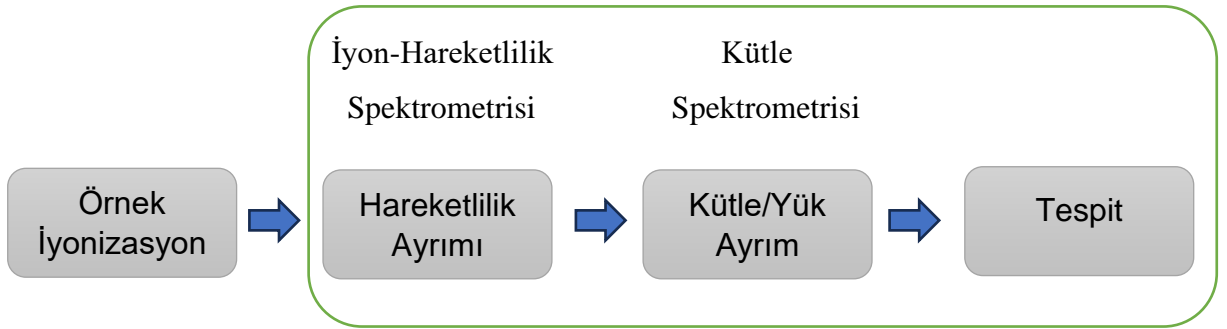 İyon-Hareketlilik
Spektrometrisi
Kütle
Spektrometrisi
Örnek
İyonizasyon
Hareketlilik
Ayrımı
Kütle/Yük
Ayrım
Tespit